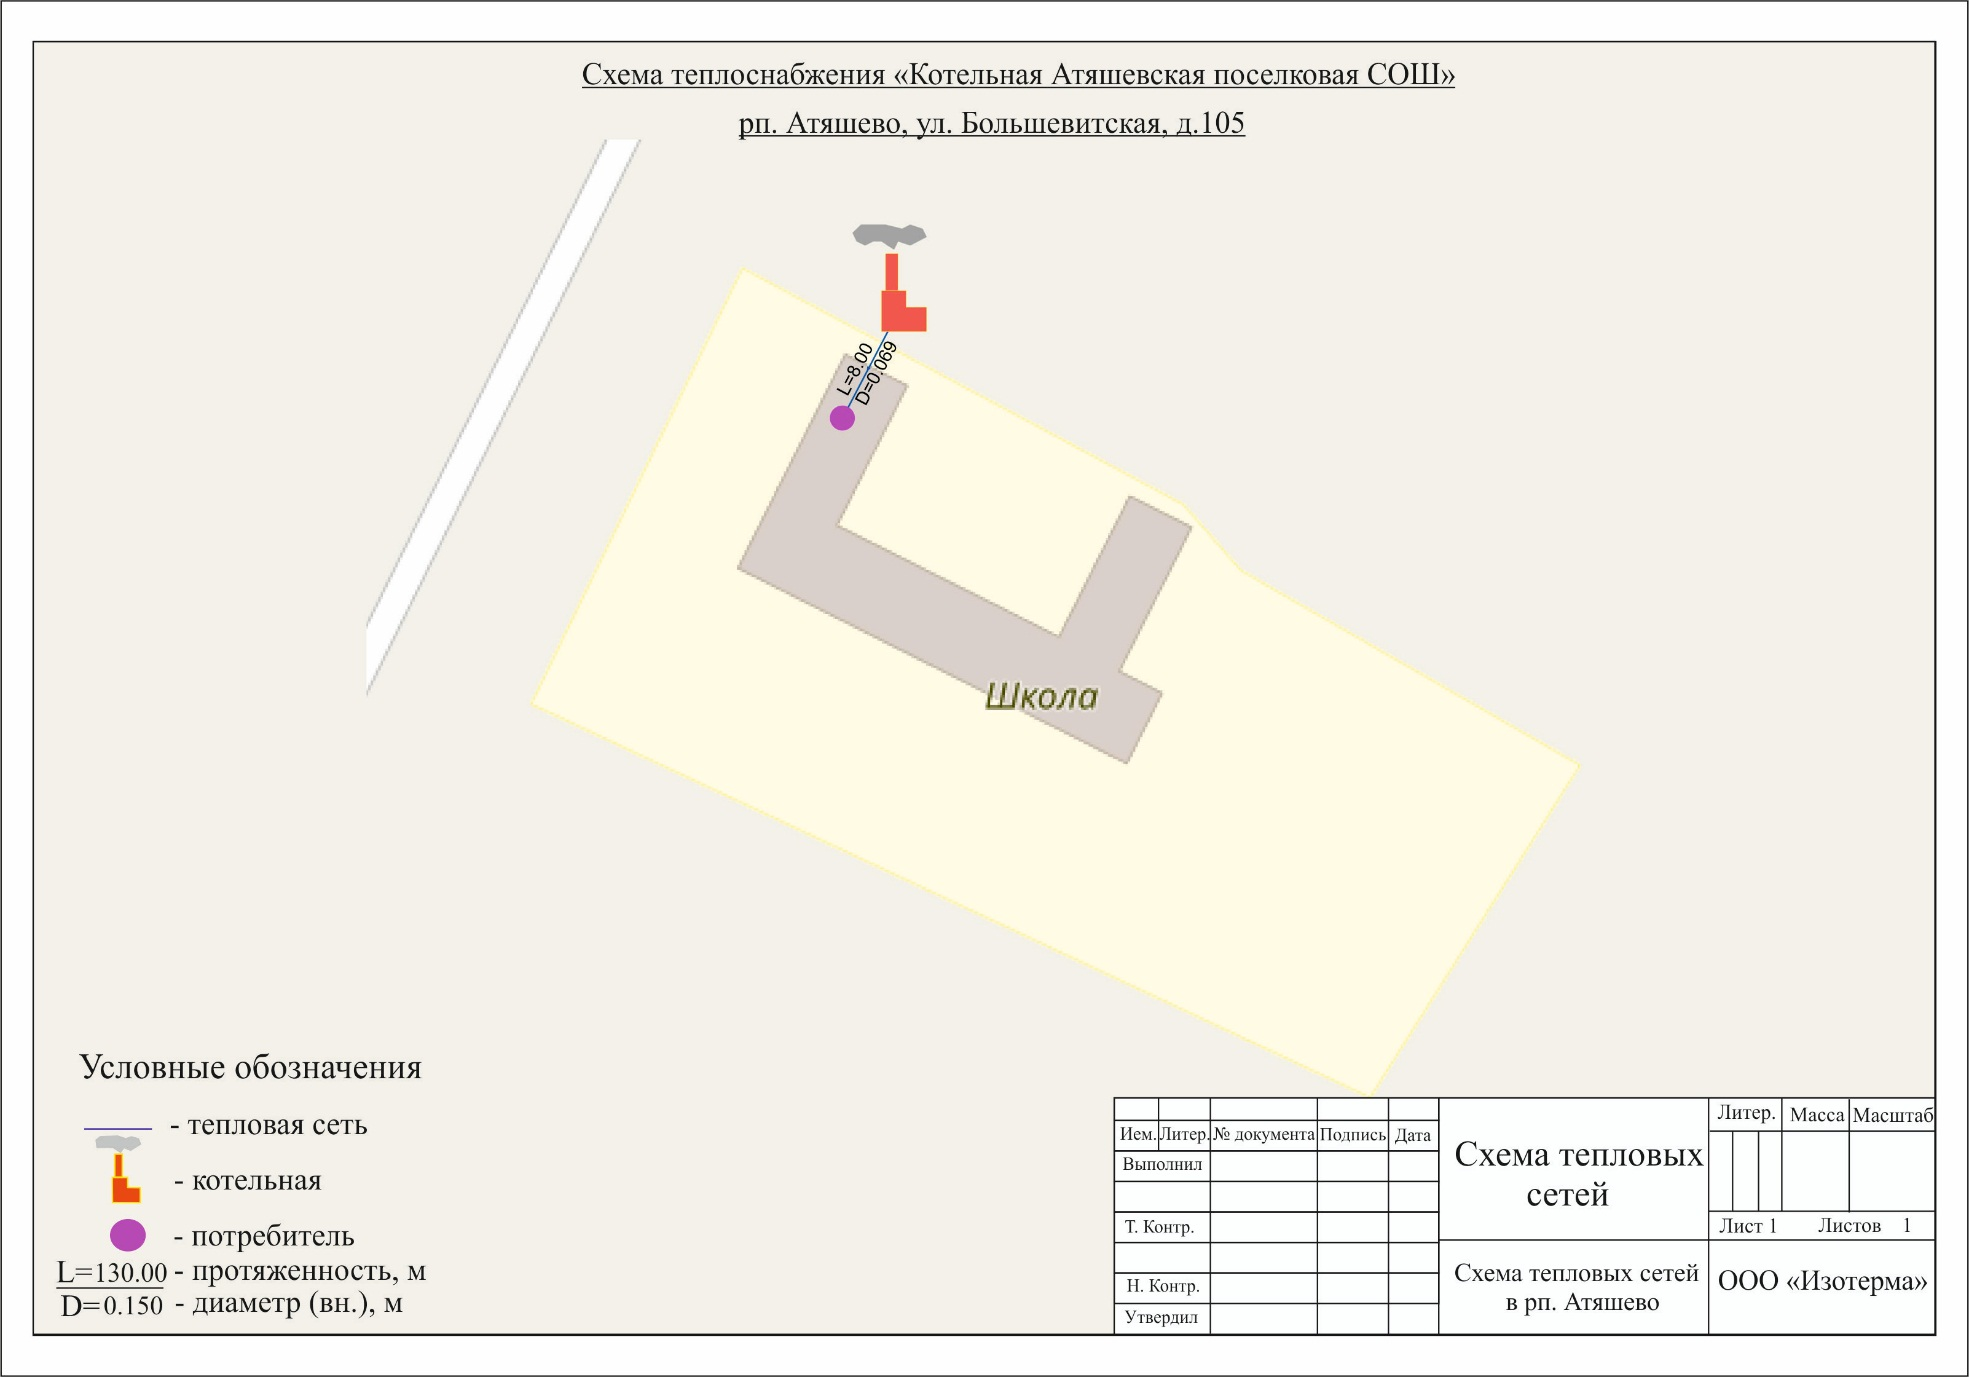 Схема теплоснабжения «Котельная Атяшевская поселковая СОШ»
рп. Атяшево, ул. Большевитская, д.105
L=8.00
D=0.069
Школа
Условные обозначения
- тепловая сеть
- котельная
- потребитель
L=130.00 - протяженность, м
D=0.150 - диаметр (вн.), м
Ием. Литер. № документа Подпись Дата
Выполнил
Т. Контр.
Н. Контр.
Утвердил
Схема тепловых
сетей
Схема тепловых сетей
в рп. Атяшево
Литер. Масса Масштаб
Лист 1 Листов 1
ООО «Изотерма»